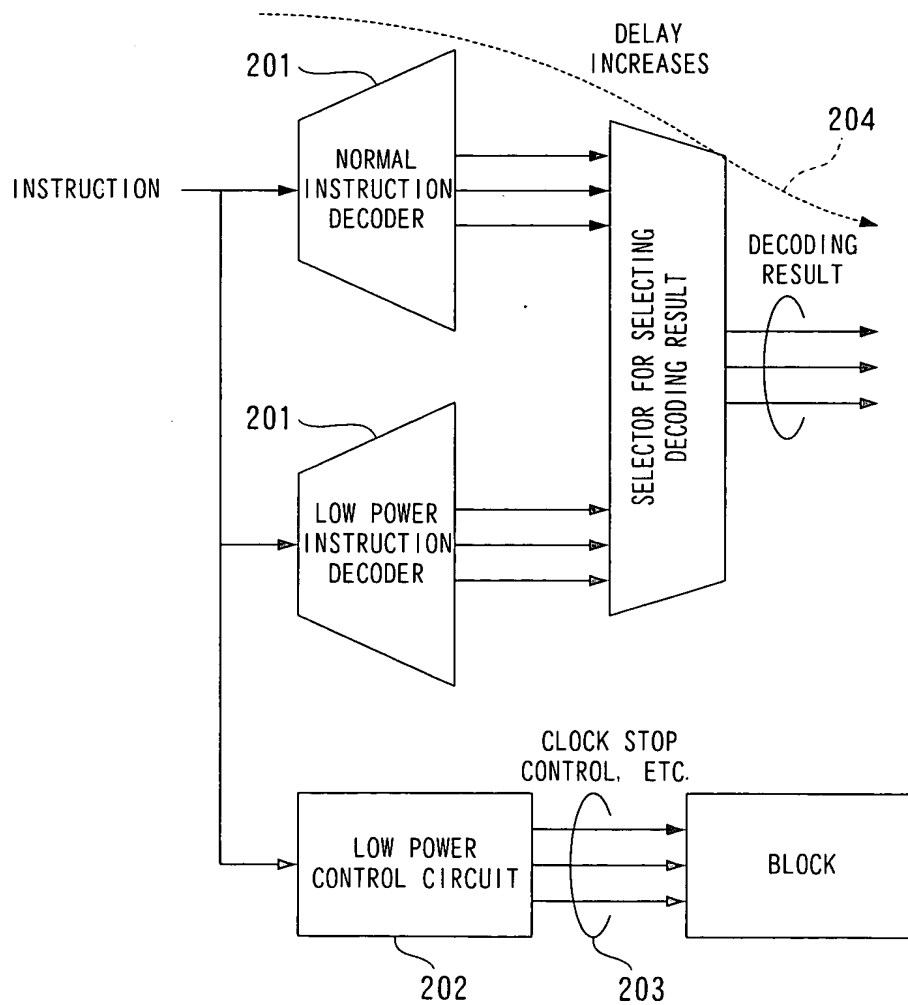 DELAY
INCREASES
201
204
INSTRUCTION
NORMAL
INSTRUCTION
DECODER
DECODING
RESULT
SELECTOR FOR SELECTING
DECODING RESULT
201
LOW POWER
INSTRUCTION
DECODER
CLOCK STOP
CONTROL, ETC.
LOW POWER
CONTROL CIRCUIT
BLOCK
202
203